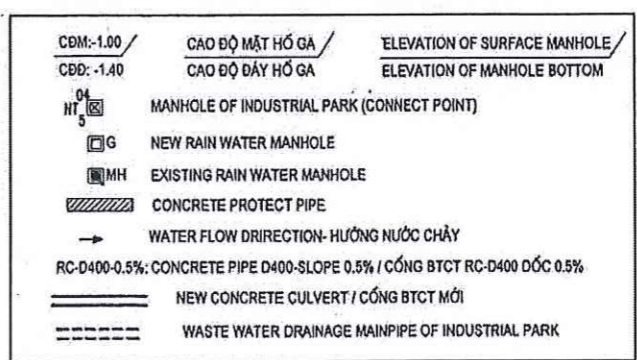 CĐM:-1.00 / CAO ĐỘ MẶT HỐ GA / ELEVATION OF SURFACE MANHOLE /
CĐĐ: -1.40 CAO ĐỘ ĐÁY HỐ GA ELEVATION OF MANHOLE BOTTOM
04
NT MANHOLE OF INDUSTRIAL PARK (CONNECT POINT)
5
G NEW RAIN WATER MANHOLE
MH EXISTING RAIN WATER MANHOLE
CONCRETE PROTECT PIPE
WATER FLOW DRIRECTION- HƯỚNG NƯỚC CHẢY
RC-D400-0.5%: CONCRETE PIPE D400-SLOPE 0.5% / CỐNG BTCT RC-D400 DỐC 0.5%
NEW CONCRETE CULVERT / CỐNG BTCT MỚI
WASTE WATER DRAINAGE MAINPIPE OF INDUSTRIAL PARK